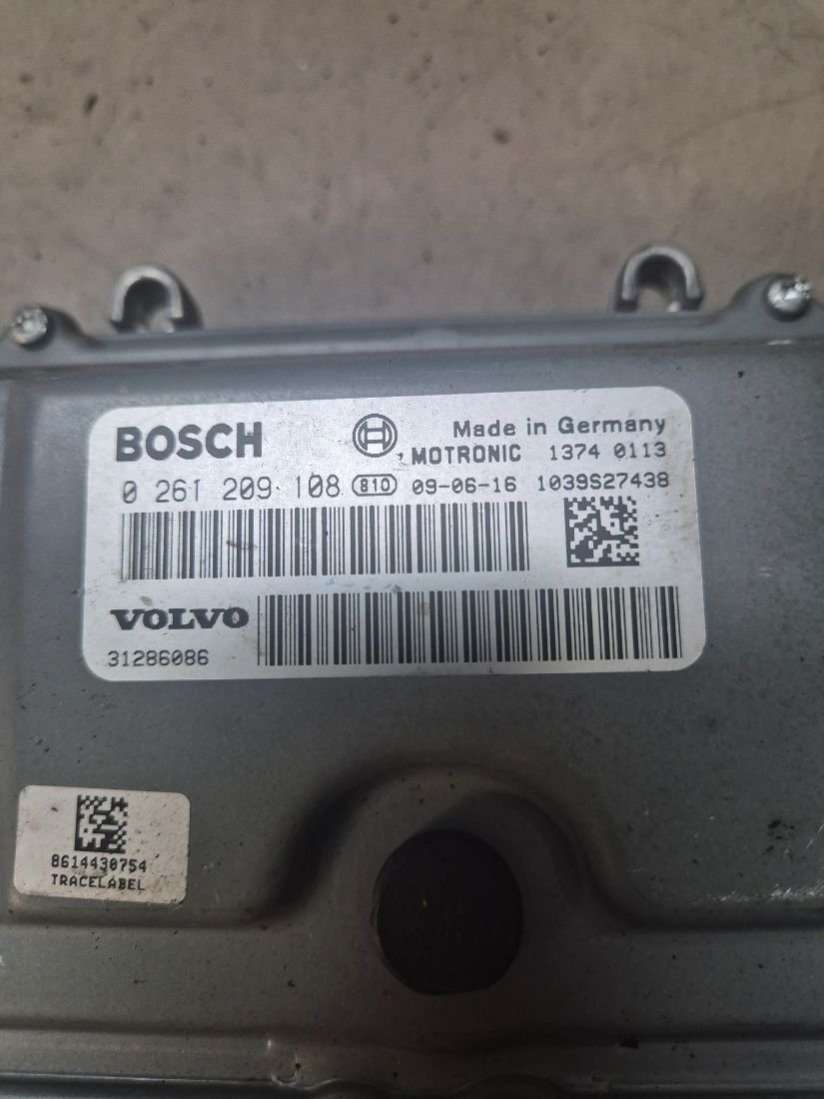 BOSCH
Made in Germany
MOTRONIC 1374 0113
0 261 209 108 810 09-06-16 1039S27438
VOLVO
31286086
8614430754
TRACELABEL